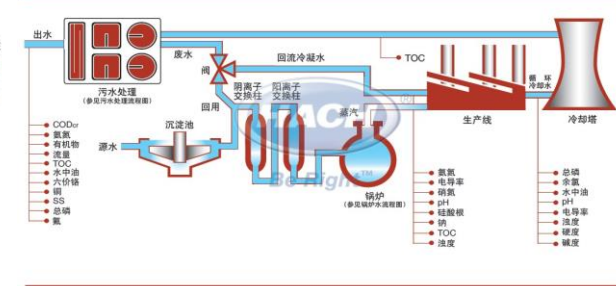 出水
废水
阀
回流冷凝水
TOC
循 环
冷却水
污水处理
(参见污水处理流程图)
回用
阴离子
交换柱
阳离子
交换柱
HACH
蒸汽
生产线
冷却塔
CODcr
氨氮
有机物
流量
TOC
水中油
六价铬
铜
SS
总磷
氰
沉淀池
源水
Be Right™
锅炉
(参见锅炉水流程图)
氨氮
电导率
硝氮
pH
硅酸根
钠
TOC
浊度
总磷
余氯
水中油
pH
电导率
浊度
硬度
碱度